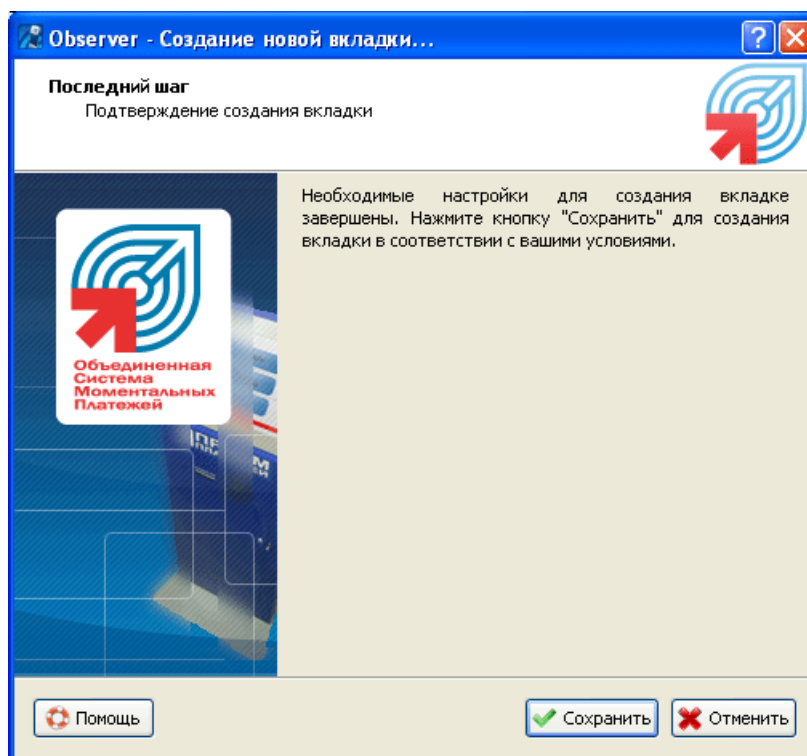 Observer - Создание новой вкладки...
Последний шаг
Подтверждение создания вкладки
Необходимые настройки для создания вкладке
завершены. Нажмите кнопку "Сохранить" для создания
вкладки в соответствии с вашими условиями.
Объединенная
Система
Моментальных
Платежей
Помощь
Сохранить
Отменить